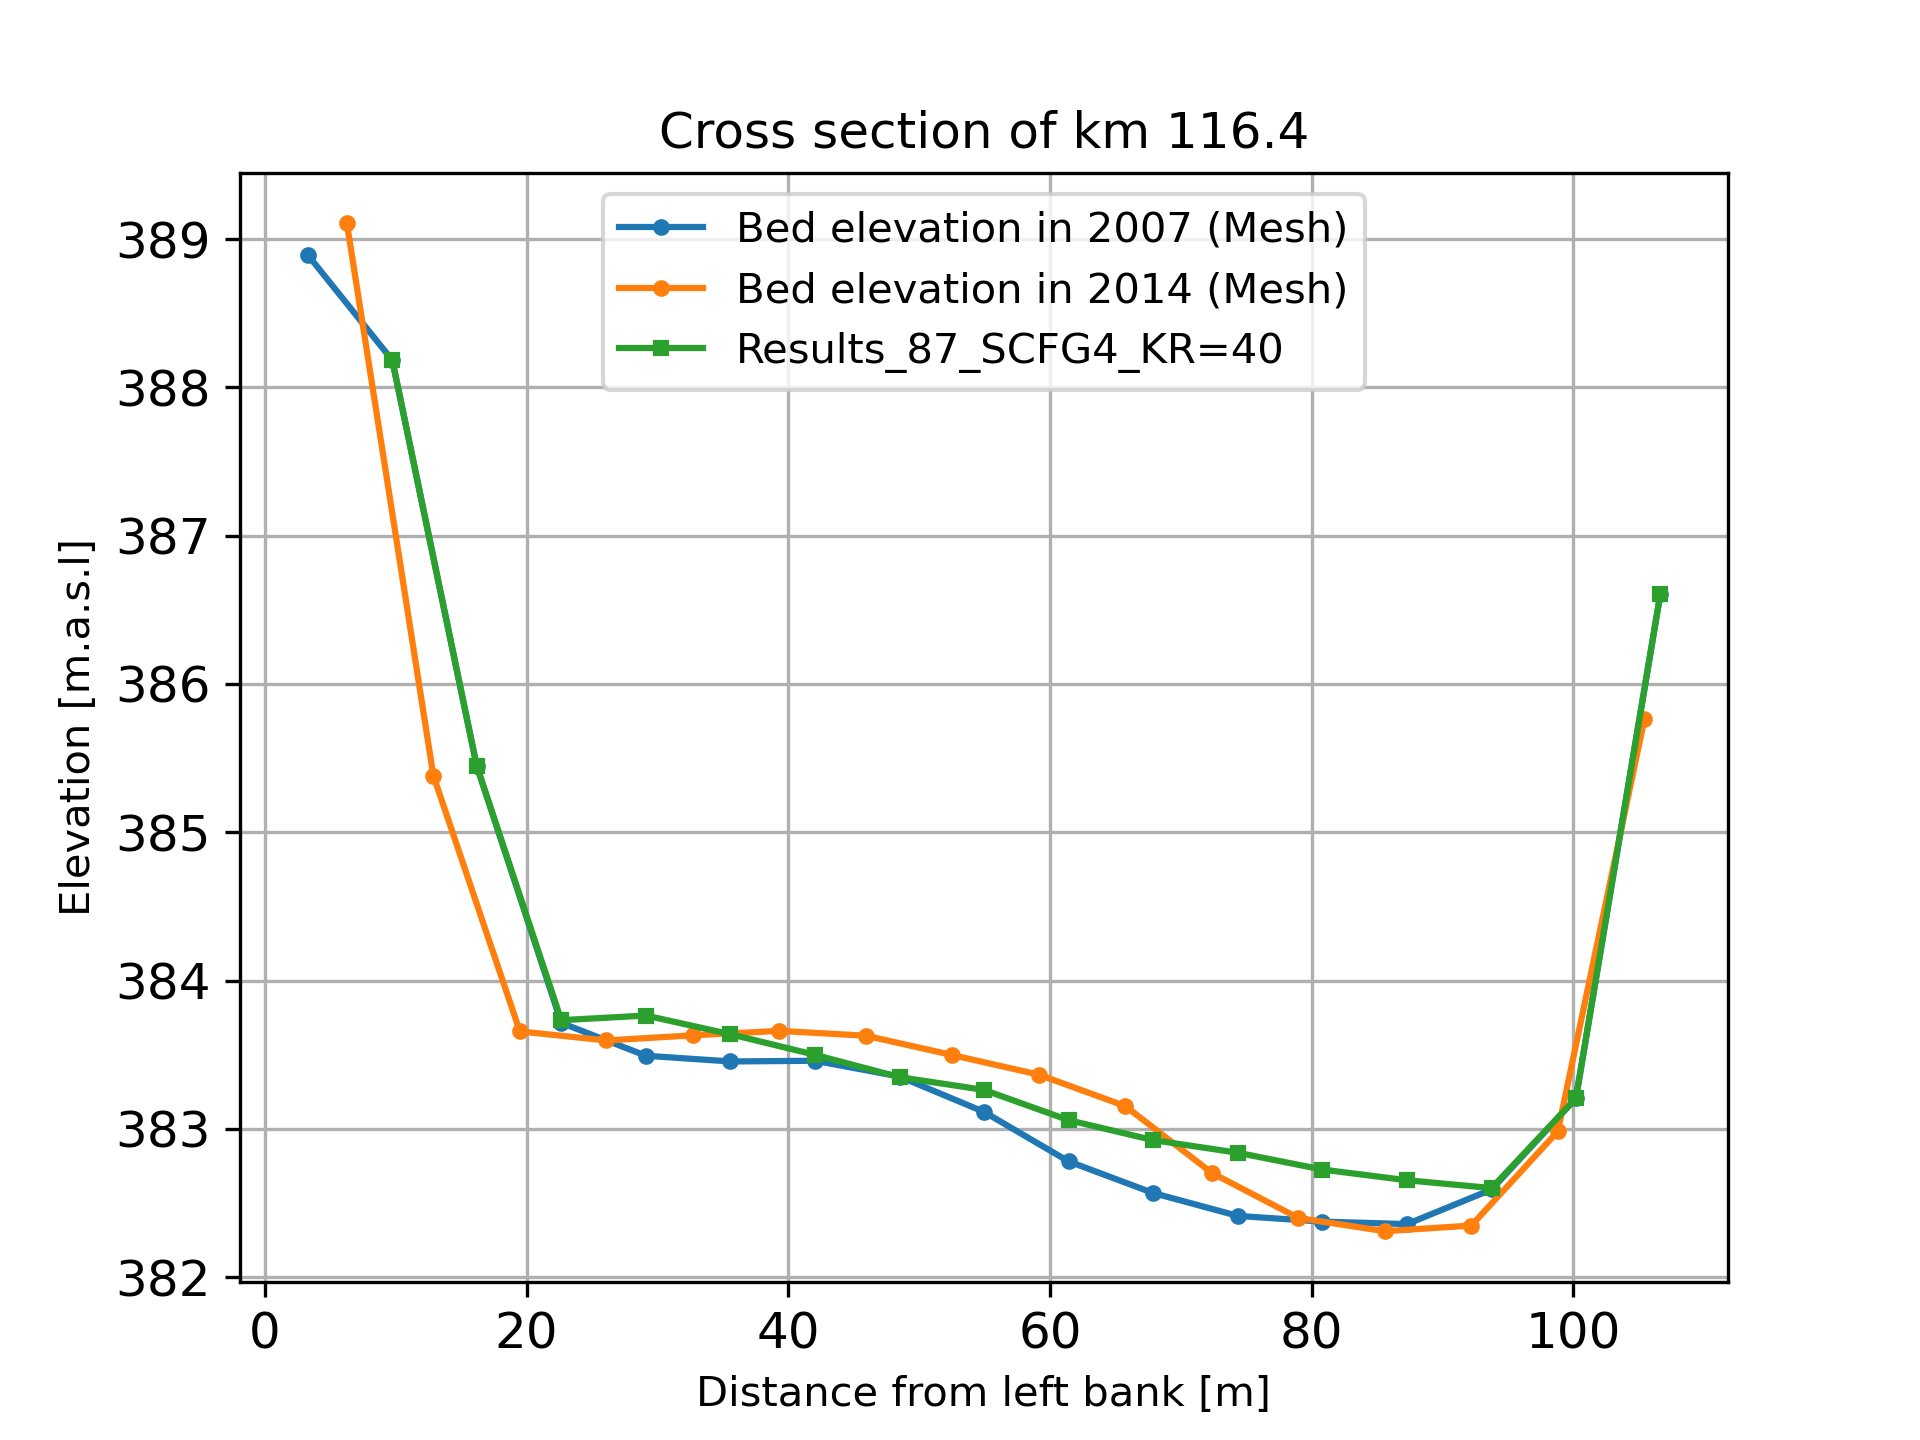 Cross section of km 116.4
Bed elevation in 2007 (Mesh)
Bed elevation in 2014 (Mesh)
Results_87_SCFG4_KR=40
Elevation [m.a.s.l]
389
388
387
386
385
384
383
382
0 20 40 60 80 100
Distance from left bank [m]